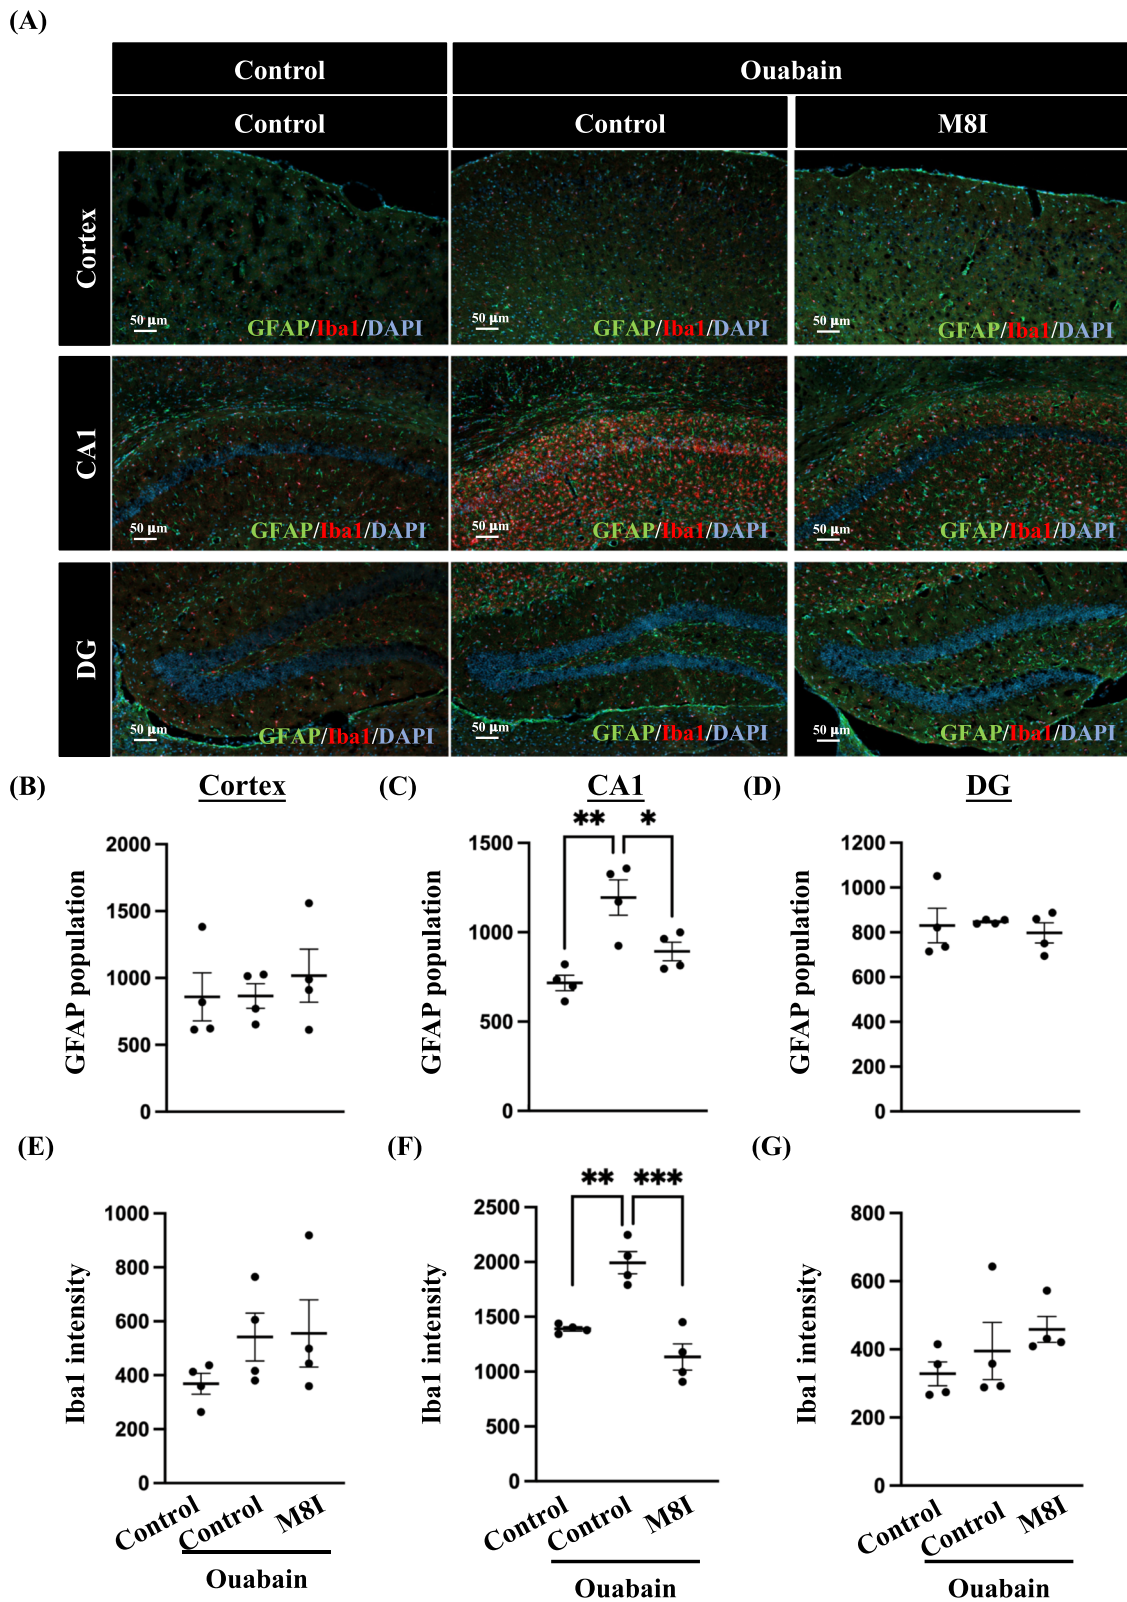 (A)
Control Ouabain
Control Control M8I
Cortex
50 μm GFAP/Iba1/DAPI 50 μm GFAP/Iba1/DAPI 50 μm GFAP/Iba1/DAPI
CA1
50 μm GFAP/Iba1/DAPI 50 μm GFAP/Iba1/DAPI 50 μm GFAP/Iba1/DAPI
DG
50 μm GFAP/Iba1/DAPI 50 μm GFAP/Iba1/DAPI 50 μm GFAP/Iba1/DAPI
(B) Cortex
GFAP population
2000
1500
1000
500
0
(C) CA1
** *
GFAP population
1500
1000
500
0
(D) DG
GFAP population
1200
1000
800
600
400
200
0
(E)
Iba1 intensity
1000
800
600
400
200
0
Control Control M8I
Ouabain
(F)
** ***
Iba1 intensity
2500
2000
1500
1000
500
0
Control Control M8I
Ouabain
(G)
Iba1 intensity
800
600
400
200
0
Control Control M8I
Ouabain